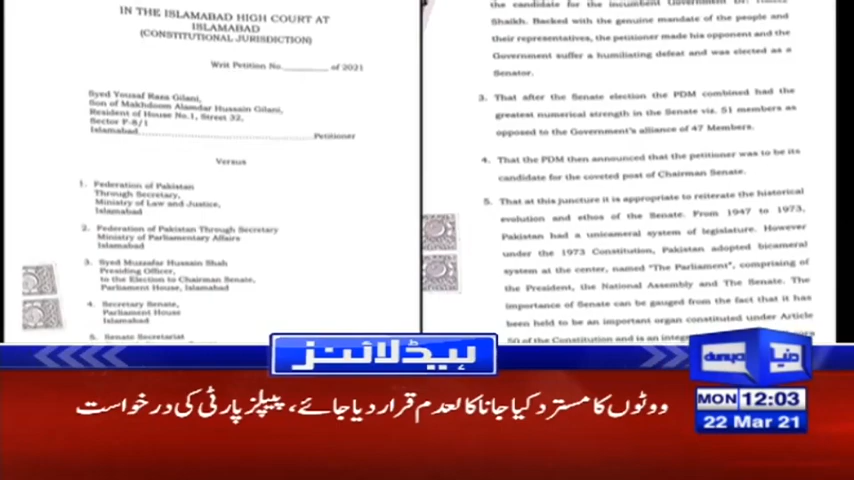 IN THE ISLAMABAD HIGH COURT AT
ISLAMABAD
(CONSTITUTIONAL JURISDICTION)
Writ Petition No.________ of 2021
Syed Yousaf Raza Gilani,
Son of Makhdoom Alamdar Hussain Gilani,
Resident of House No.1, Street 32,
Sector F-8/1
Islamabad............................................................Petitioner
Versus
1. Federation of Pakistan
Through Secretary,
Ministry of Law and Justice,
Islamabad
2. Federation of Pakistan Through Secretary
Ministry of Parliamentary Affairs
Islamabad
3. Syed Muzafar Hussain Shah
Presiding Officer,
to the Election to Chairman Senate,
Parliament House, Islamabad
4. Secretary Senate,
Parliament House
Islamabad
5. Senate Secretariat
the candidate for the incumbent Government
Shaikh. Backed with the genuine mandate of the people and
their representatives, the petitioner made his opponent and the
Government suffer a humiliating defeat and was elected as a
Senator.
3. That after the Senate election the PDM combined had the
greatest numerical strength in the Senate viz. 51 members as
opposed to the Government's alliance of 47 Members.
4. That the PDM then announced that the petitioner was to be its
candidate for the coveted post of Chairman Senate.
5. That at this juncture it is appropriate to reiterate the historical
evolution and ethos of the Senate. From 1947 to 1973,
Pakistan had a unicameral system of legislature. However
under the 1973 Constitution, Pakistan adopted bicameral
system at the center, named "The Parliament", comprising of
the President, the National Assembly and The Senate. The
importance of Senate can be gauged from the fact that it has
been held to be an important organ constituted under Article
50 of the Constitution and is an
ہیڈلائنز
dunya دنیا
MON 12:03
22 Mar 21
ووٹوں کا مسترد کیا جانا کالعدم قرار دیا جائے، پیپلز پارٹی کی درخواست